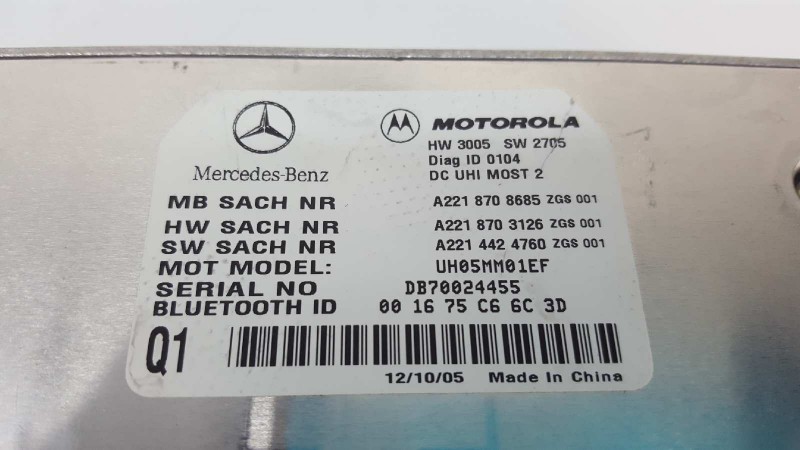 Mercedes-Benz
MOTOROLA
HW 3005 SW 2705
Diag ID 0104
DC UHI MOST 2
MB SACH NR A221 870 8685 ZGS 001
HW SACH NR A221 870 3126 ZGS 001
SW SACH NR A221 442 4760 ZGS 001
MOT MODEL: UH05MM01EF
SERIAL NO DB70024455
BLUETOOTH ID 00 16 75 C6 6C 3D
Q1
12/10/05 Made In China